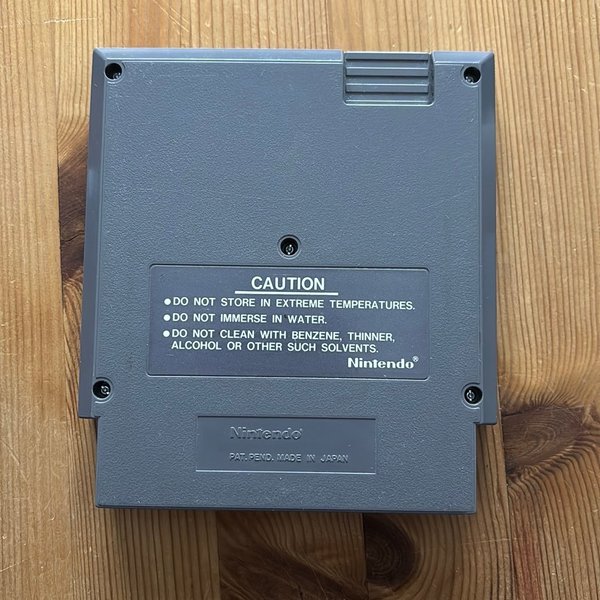 CAUTION
● DO NOT STORE IN EXTREME TEMPERATURES.
● DO NOT IMMERSE IN WATER.
● DO NOT CLEAN WITH BENZENE, THINNER,
ALCOHOL OR OTHER SUCH SOLVENTS.
Nintendo®
Nintendo®
PAT. PEND. MADE IN JAPAN